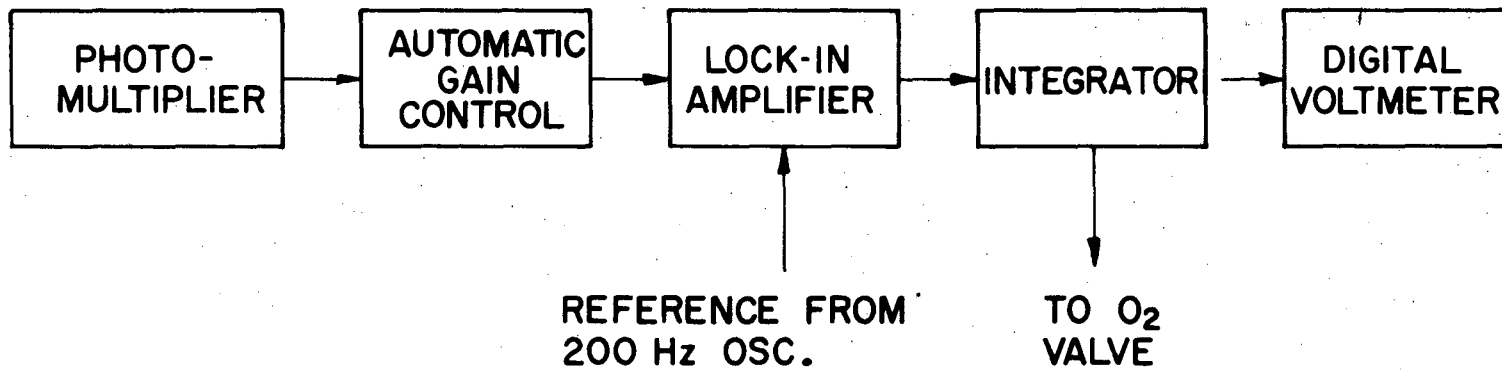 PHOTO-
MULTIPLIER
AUTOMATIC
GAIN
CONTROL
LOCK-IN
AMPLIFIER
INTEGRATOR
DIGITAL
VOLTMETER
REFERENCE FROM
200 Hz OSC.
TO O₂
VALVE